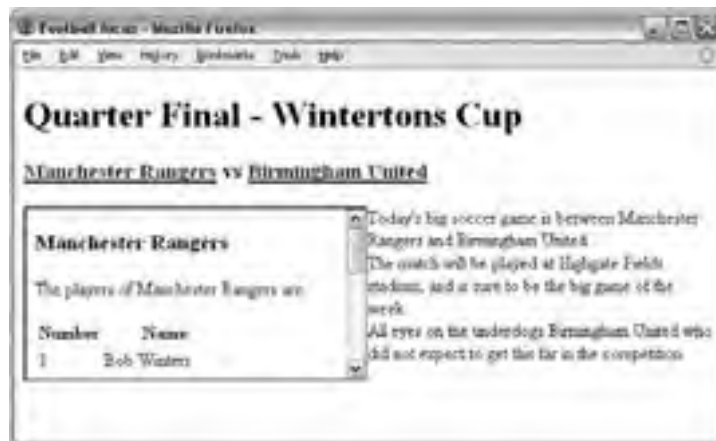 Football focus - Mozilla Firefox
File Edit View History Bookmarks Tools Help
Quarter Final - Wintertons Cup
Manchester Rangers vs Birmingham United
Manchester Rangers
The players of Manchester Rangers are:
Number Name
1 Bob Winters
Today's big soccer game is between Manchester
Rangers and Birmingham United.
The match will be played at Highgate Fields
stadium, and is sure to be the big game of the
week.
All eyes on the underdogs Birmingham United who
did not expect to get this far in the competition.